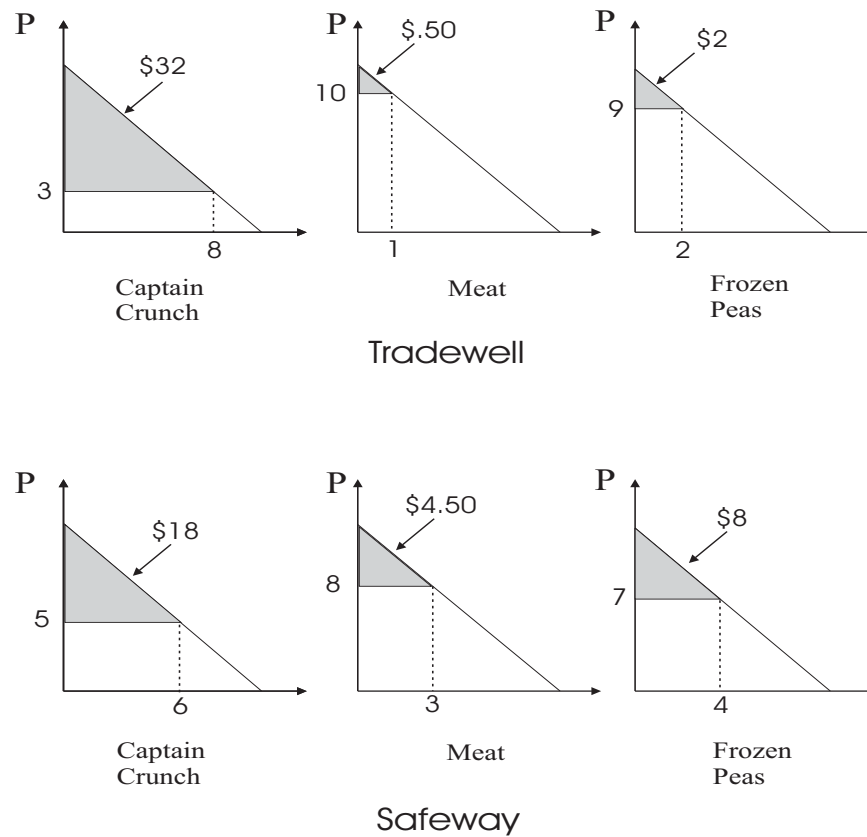 P
$32
3
8
Captain
Crunch
P
$.50
10
1
Meat
P
$2
9
2
Frozen
Peas
Tradewell
P
$18
5
6
Captain
Crunch
P
$4.50
8
3
Meat
P
$8
7
4
Frozen
Peas
Safeway